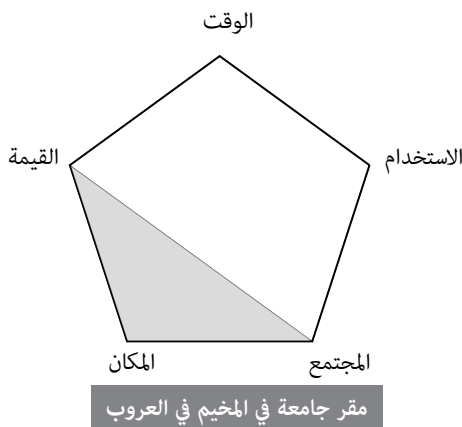 الوقت
الاستخدام
القيمة
المجتمع
المكان
مقر جامعة في المخيم في العروب